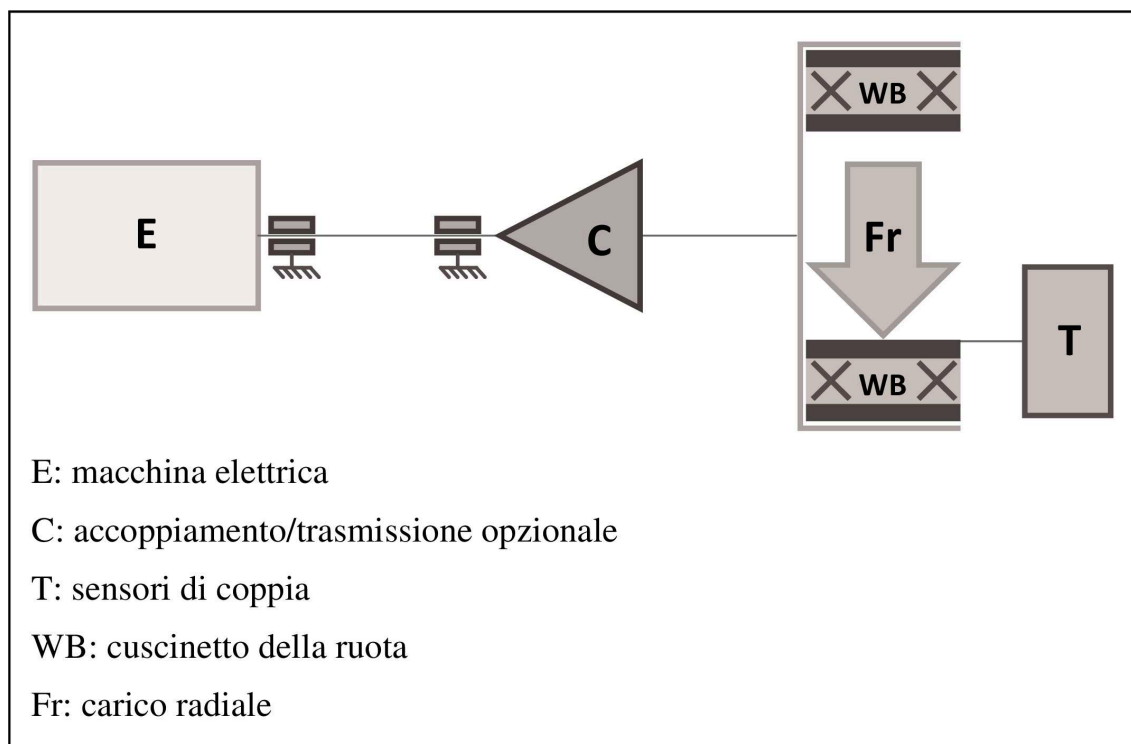 WB
E
C
Fr
T
WB
E: macchina elettrica
C: accoppiamento/trasmissione opzionale
T: sensori di coppia
WB: cuscinetto della ruota
Fr: carico radiale